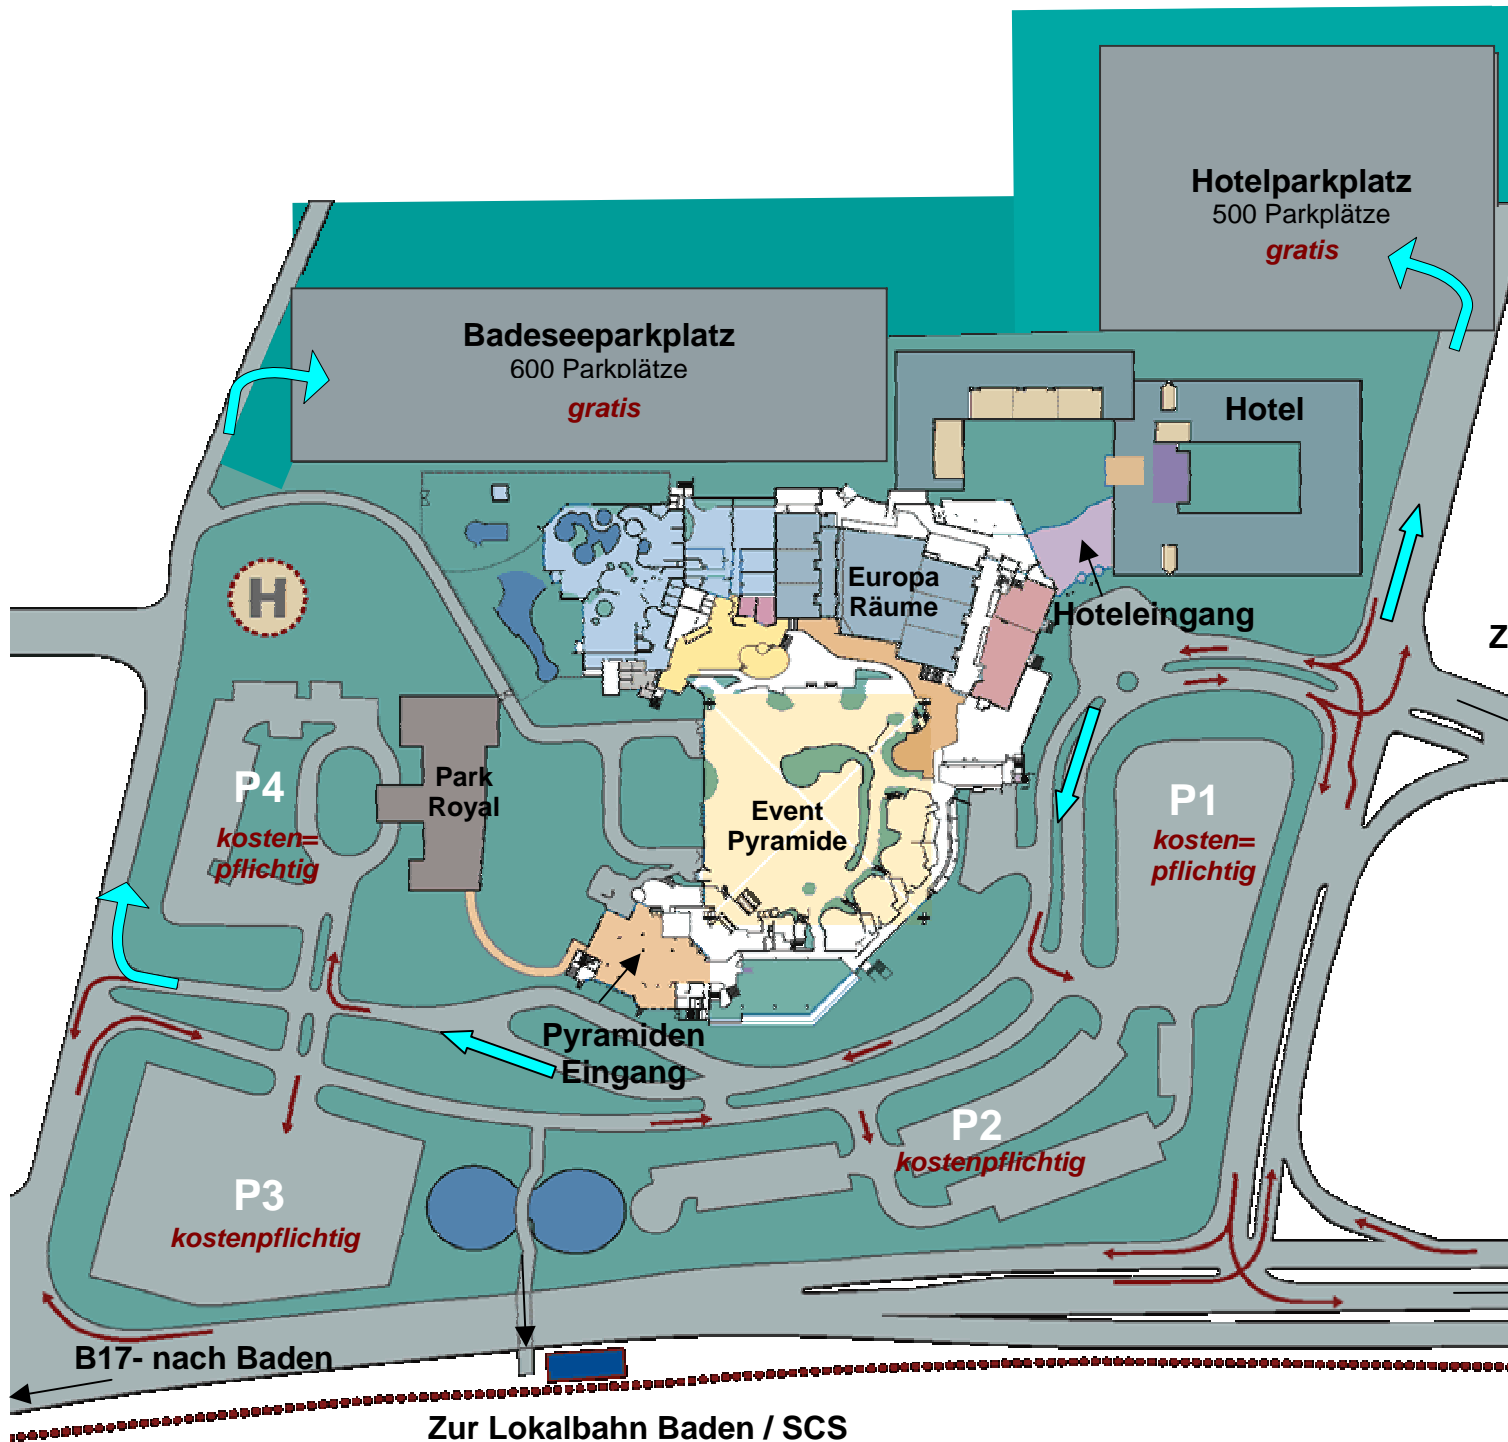 Hotelparkplatz
500 Parkplätze
gratis
Badeseeparkplatz
600 Parkplätze
gratis
Hotel
H
Europa
Räume
Hoteleingang
Z
P4
kosten=
pflichtig
Park
Royal
Event
Pyramide
P1
kosten=
pflichtig
Pyramiden
Eingang
P2
kostenpflichtig
P3
kostenpflichtig
B17- nach Baden
Zur Lokalbahn Baden / SCS